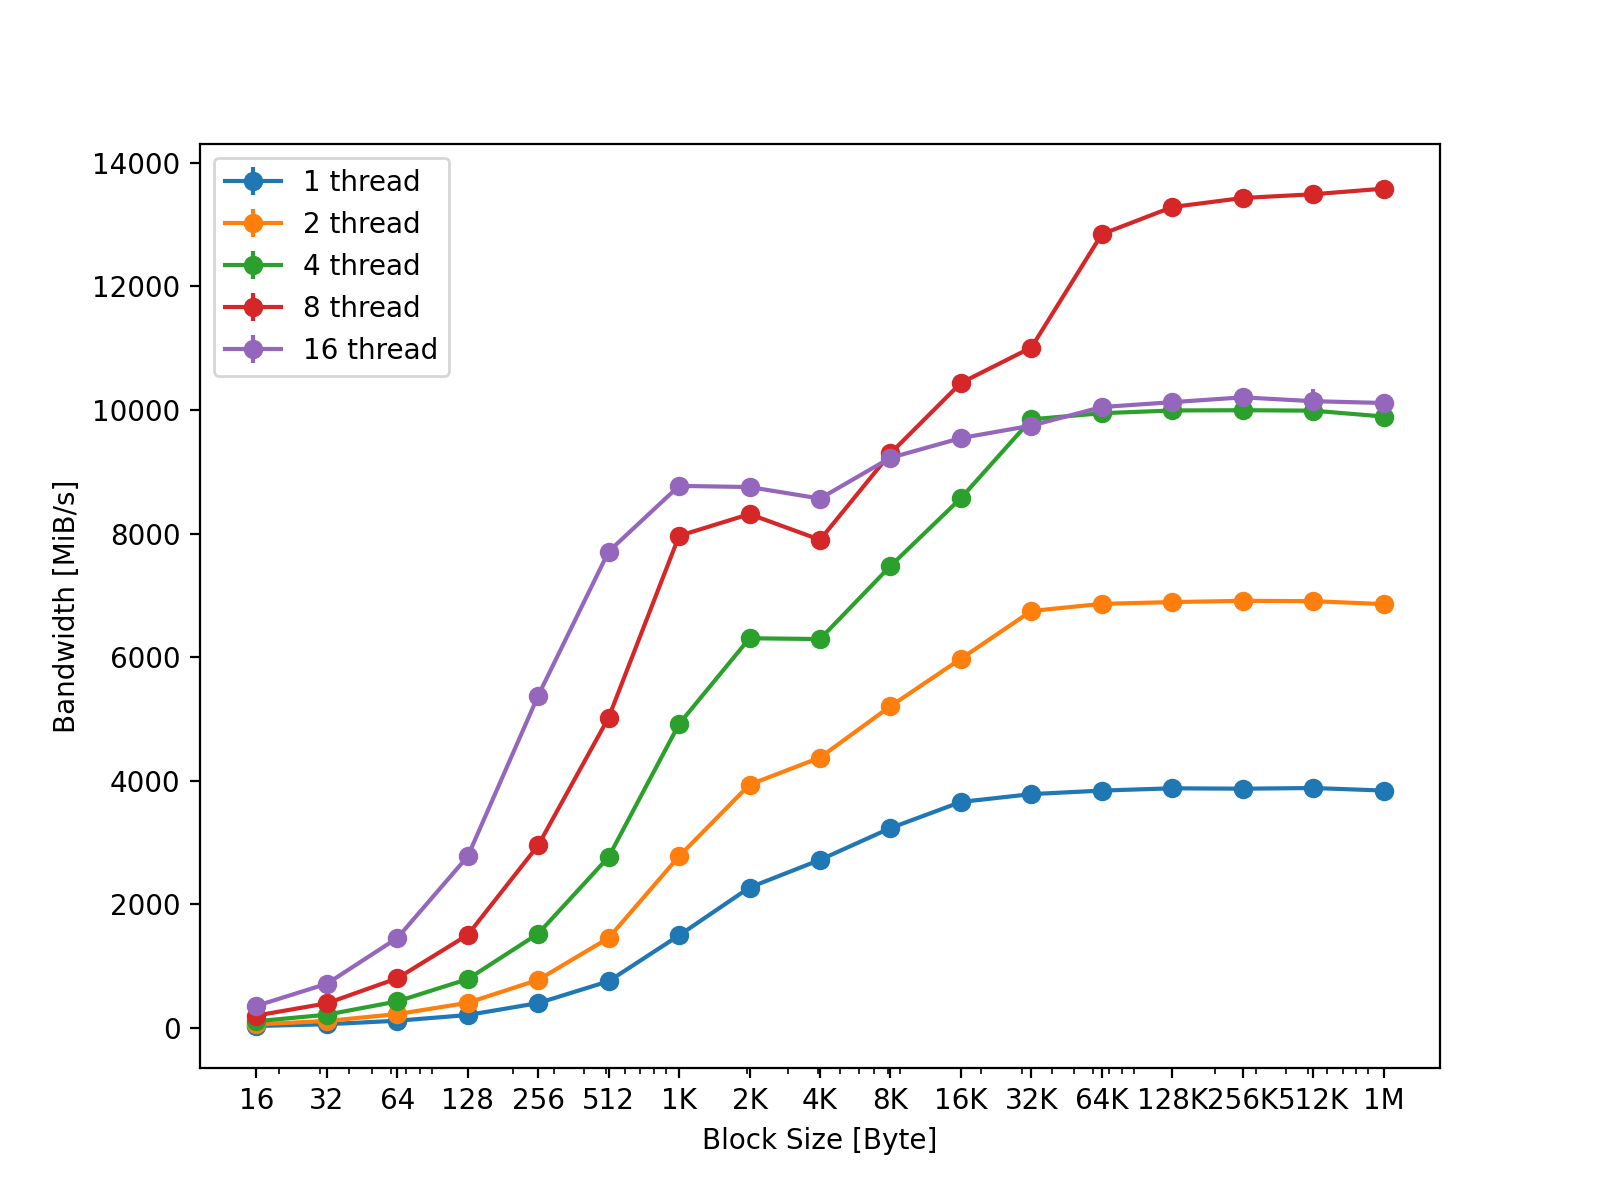 14000
12000
10000
8000
6000
4000
2000
0
Bandwidth [MiB/s]
1 thread
2 thread
4 thread
8 thread
16 thread
16 32 64 128 256 512 1K 2K 4K 8K 16K 32K 64K 128K 256K 512K 1M
Block Size [Byte]